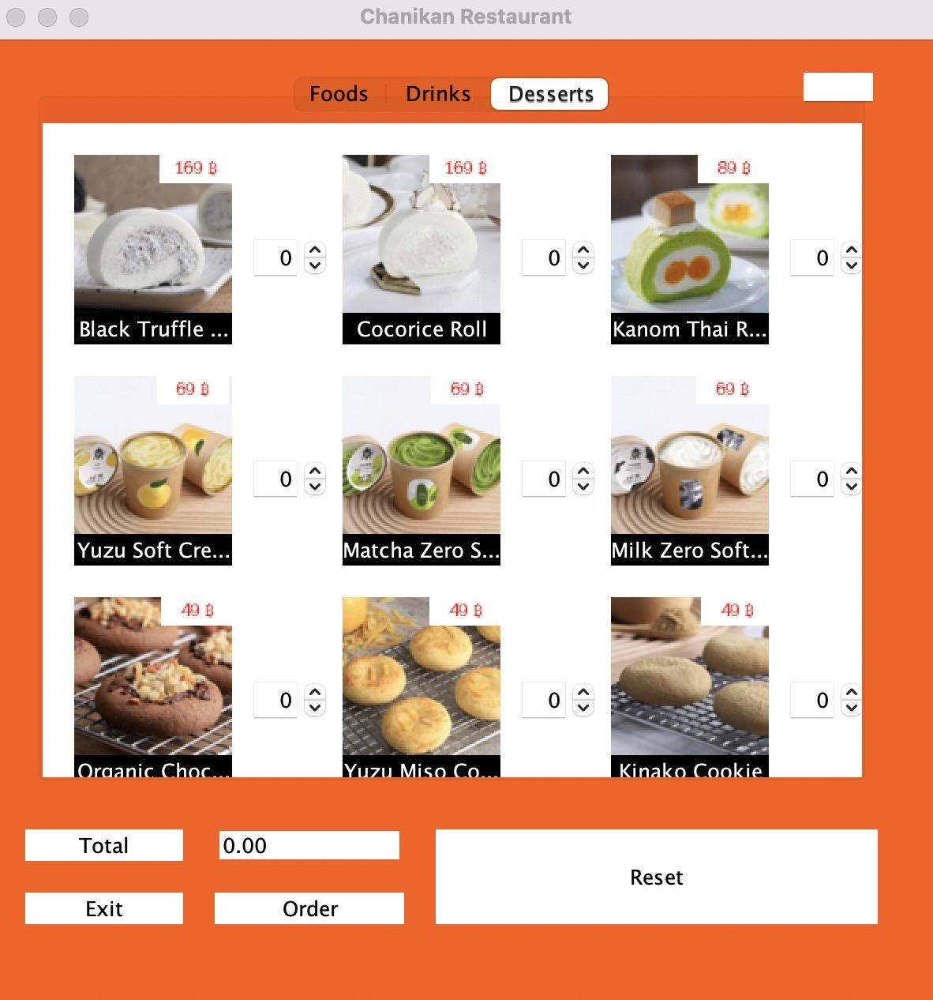 Chanikan Restaurant
Foods Drinks Desserts
169 ฿ 169 ฿ 89 ฿
0 0 0
Black Truffle ... Cocorice Roll Kanom Thai R...
69 ฿ 69 ฿ 69 ฿
0 0 0
Yuzu Soft Cre... Matcha Zero S... Milk Zero Soft...
49 ฿ 49 ฿ 49 ฿
0 0 0
Organic Choc... Yuzu Miso Co... Kinako Cookie
Total 0.00
Reset
Exit Order